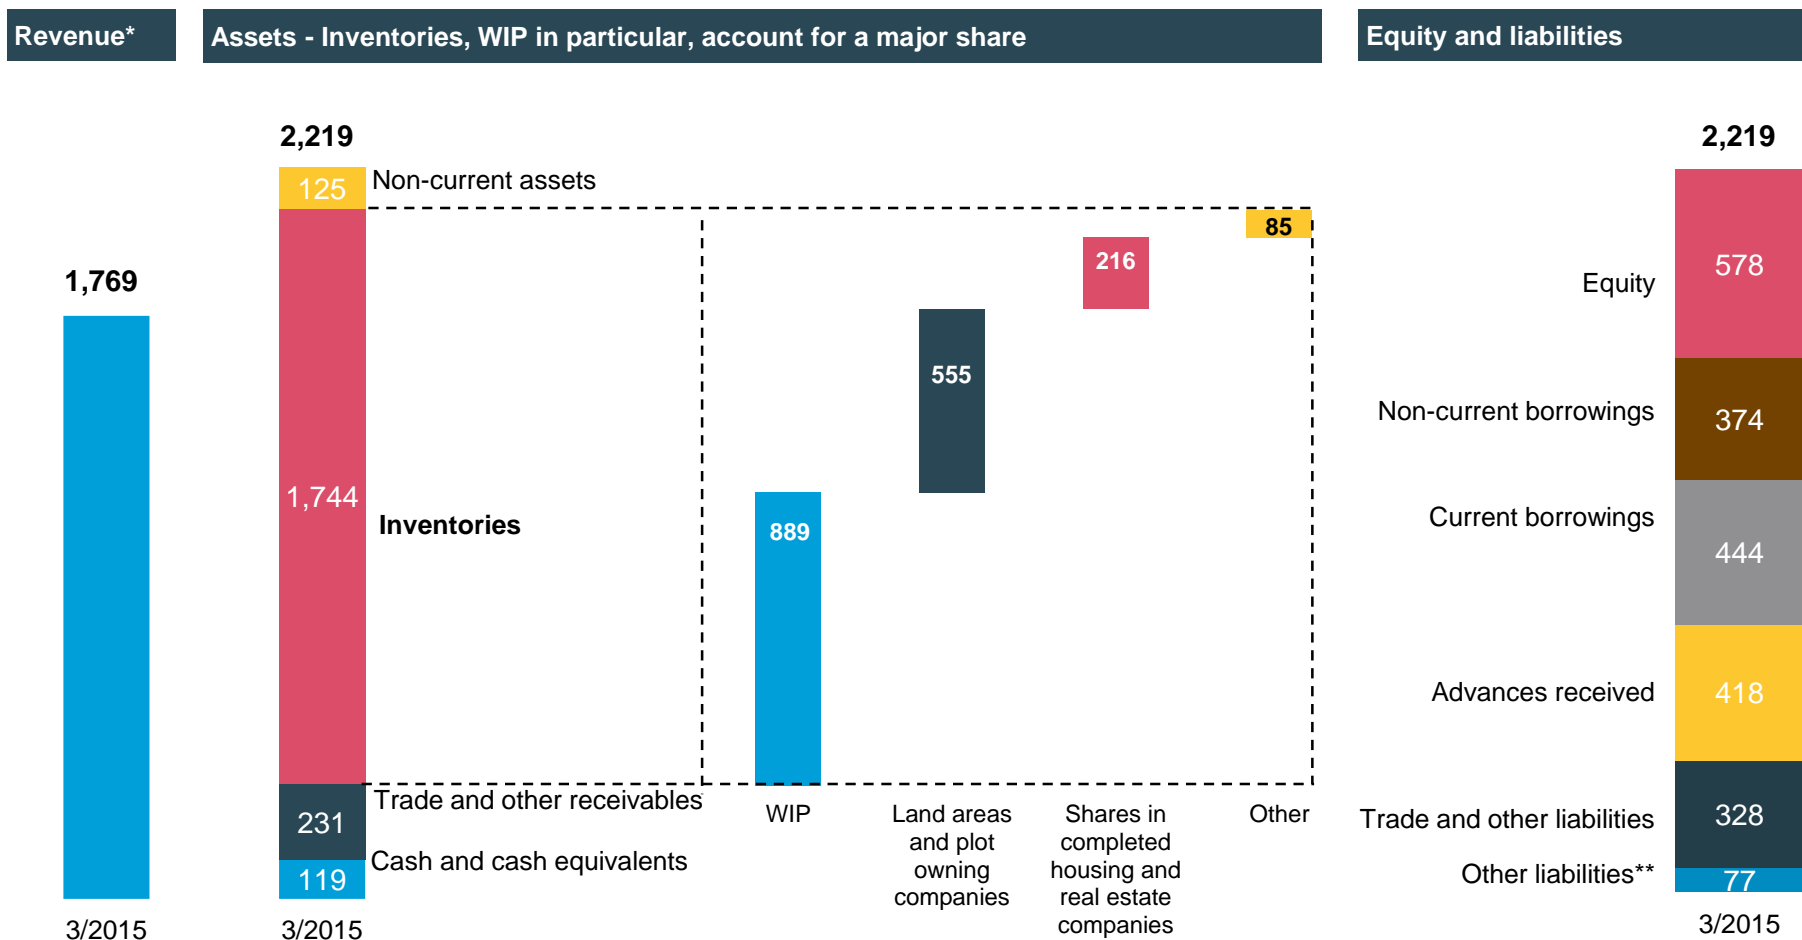 Revenue*
Assets - Inventories, WIP in particular, account for a major share
Equity and liabilities
1,769
3/2015
2,219
125
Non-current assets
1,744
Inventories
231
Trade and other receivables
119
Cash and cash equivalents
3/2015
889
555
216
85
WIP
Land areas
and plot
owning
companies
Shares in
completed
housing and
real estate
companies
Other
2,219
Equity
578
Non-current borrowings
374
Current borrowings
444
Advances received
418
Trade and other liabilities
328
Other liabilities**
77
3/2015